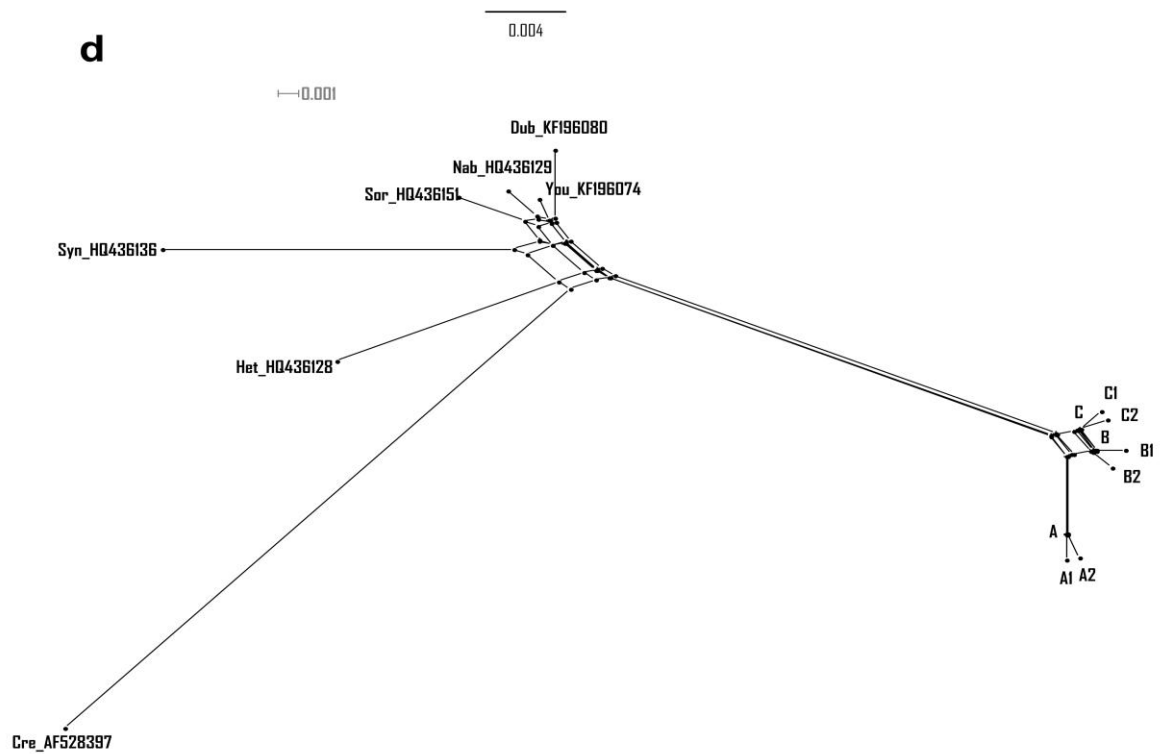 0.004
d
0.001
Dub_KF196080
Nab_HQ436129
You_KF196074
Sor_HQ436151
Syn_HQ436136
Het_HQ436128
C1
C
C2
B
B1
B2
A
A1
A2
Cre_AF528397